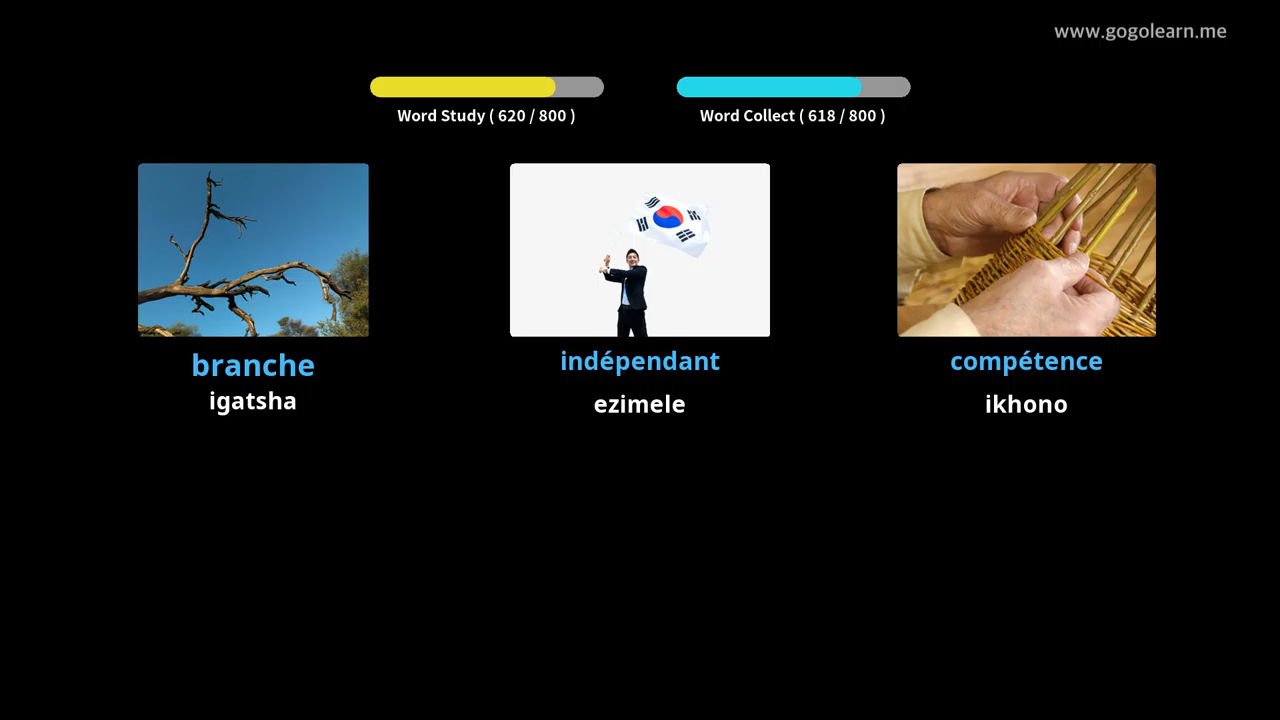 www.gogolearn.me
Word Study ( 620 / 800 )
Word Collect ( 618 / 800 )
branche
igatsha
indépendant
ezimele
compétence
ikhono